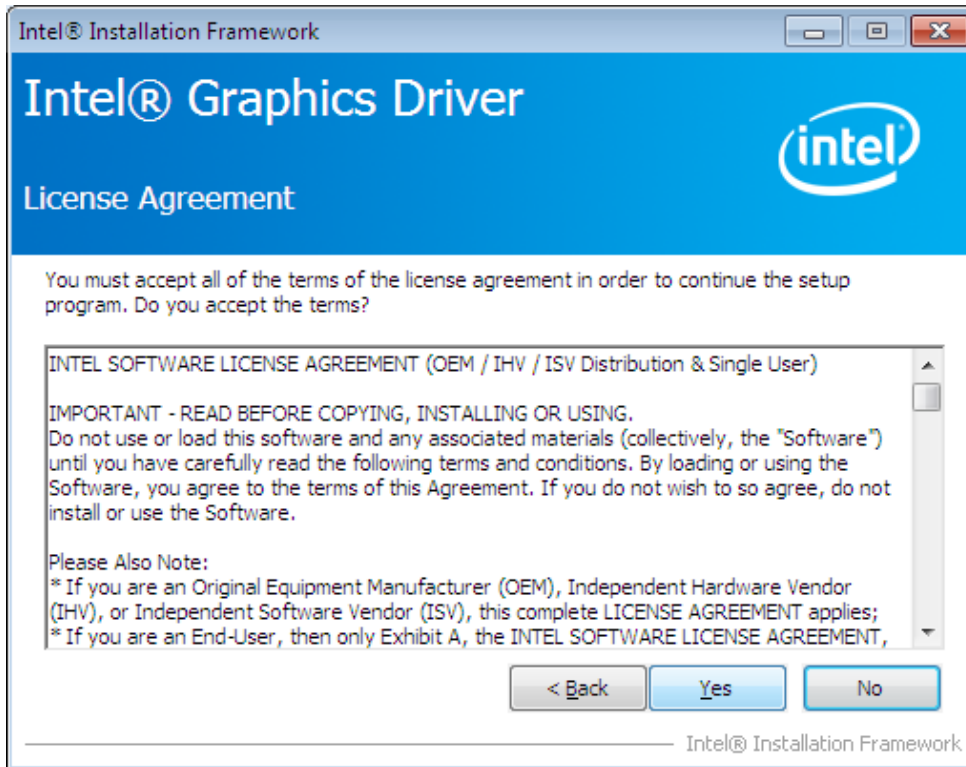 Intel® Installation Framework
Intel® Graphics Driver
intel
License Agreement
You must accept all of the terms of the license agreement in order to continue the setup
program. Do you accept the terms?
INTEL SOFTWARE LICENSE AGREEMENT (OEM / IHV / ISV Distribution & Single User)
IMPORTANT - READ BEFORE COPYING, INSTALLING OR USING.
Do not use or load this software and any associated materials (collectively, the "Software")
until you have carefully read the following terms and conditions. By loading or using the
Software, you agree to the terms of this Agreement. If you do not wish to so agree, do not
install or use the Software.
Please Also Note:
* If you are an Original Equipment Manufacturer (OEM), Independent Hardware Vendor
(IHV), or Independent Software Vendor (ISV), this complete LICENSE AGREEMENT applies;
* If you are an End-User, then only Exhibit A, the INTEL SOFTWARE LICENSE AGREEMENT,
< Back
Yes
No
Intel® Installation Framework